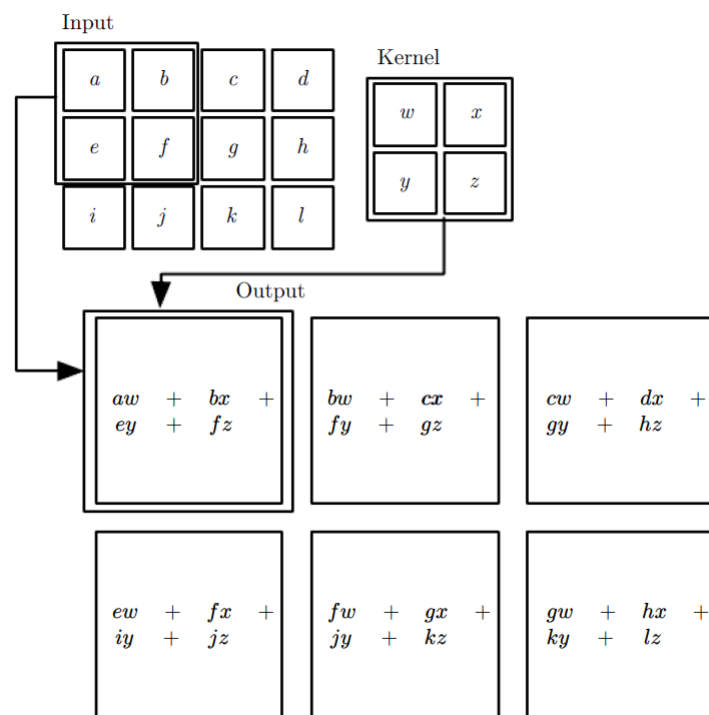 Input
a b c d
Kernel
w x
e f g h
y z
i j k l
Output
aw + bx +
ey + fz
bw + cx +
fy + gz
cw + dx +
gy + hz
ew + fx +
iy + jz
fw + gx +
jy + kz
gw + hx +
ky + lz